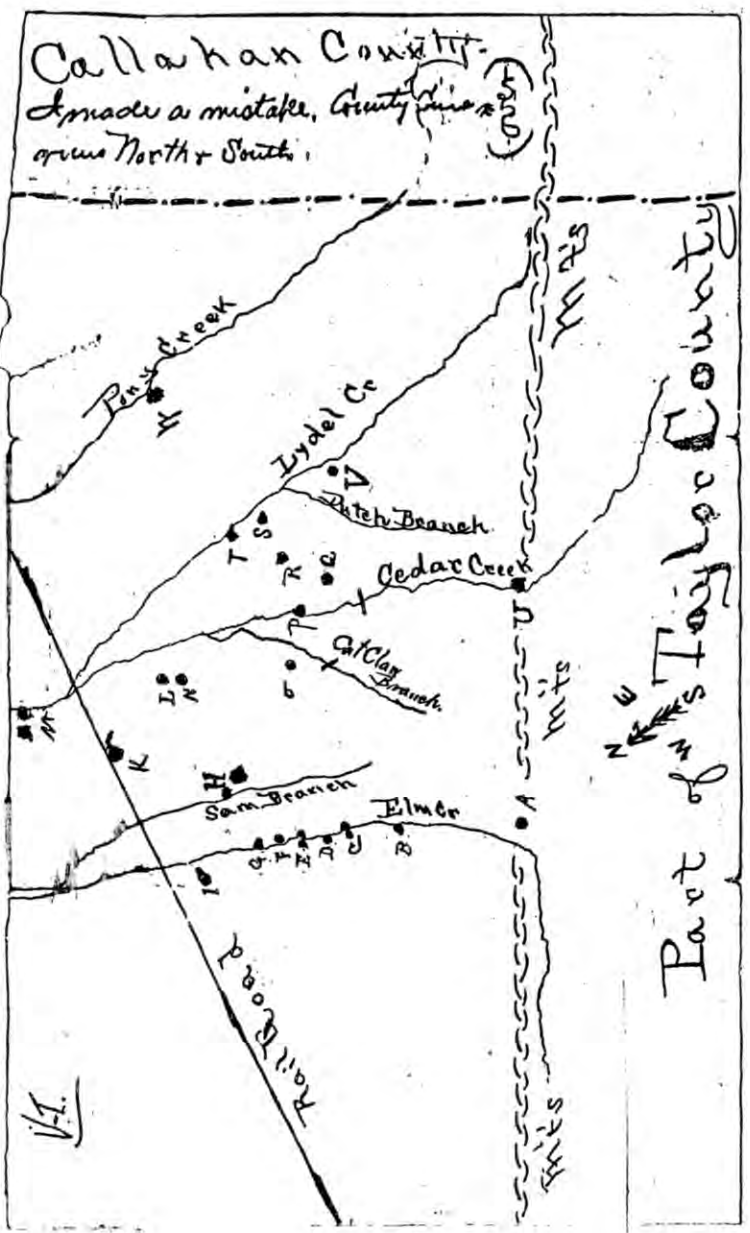 Callahan County.
I made a mistake, County line
runs North & South.
Part of Taylor County
Mts
Pony Creek
W
Lydel Cr
V
Dutch Branch
S
T
R
Q
Cedar Creek
P
U
Cat Claw
Branch.
mts
L
N
M
K
H
Sam Branch
Elmer
A
G
F
E
D
C
B
I
N
E
S
W
Rail Road
mts
V-I.